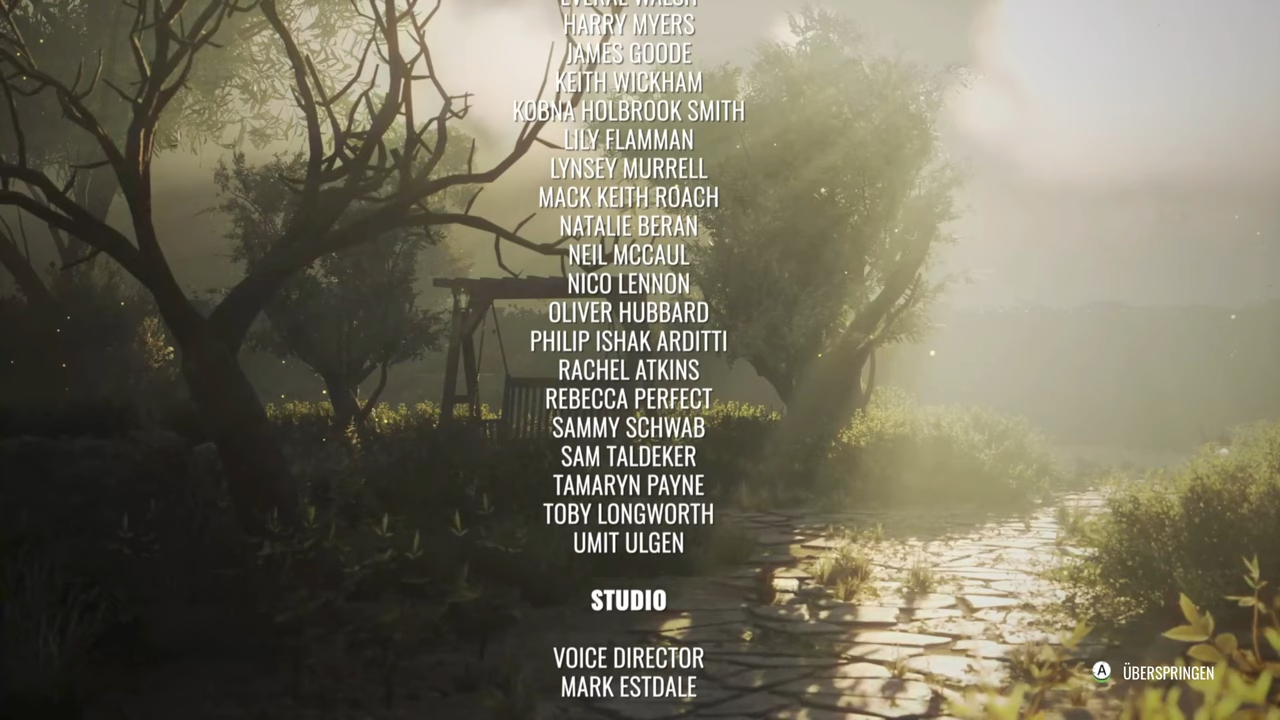 HARRY MYERS
JAMES GOODE
KEITH WICKHAM
KOBNA HOLBROOK SMITH
LILY FLAMMAN
LYNSEY MURRELL
MACK KEITH ROACH
NATALIE BERAN
NEIL MCCAUL
NICO LENNON
OLIVER HUBBARD
PHILIP ISHAK ARDITTI
RACHEL ATKINS
REBECCA PERFECT
SAMMY SCHWAB
SAM TALDEKER
TAMARYN PAYNE
TOBY LONGWORTH
UMIT ULGEN
STUDIO
VOICE DIRECTOR
MARK ESTDALE
A ÜBERSPRINGEN